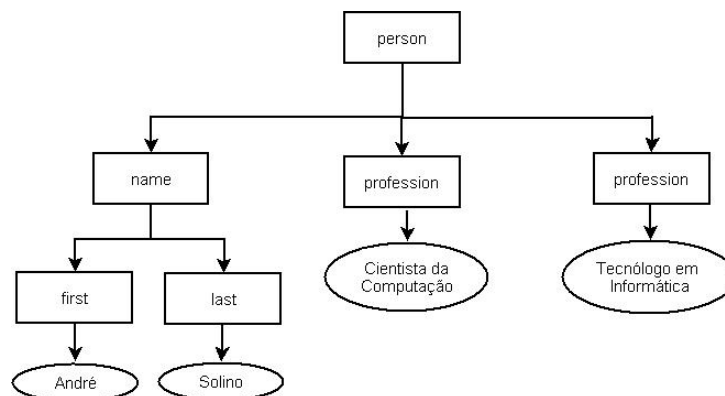 person
name
profession
profession
Cientista da
Computação
Tecnólogo em
Informática
first
last
André
Solino